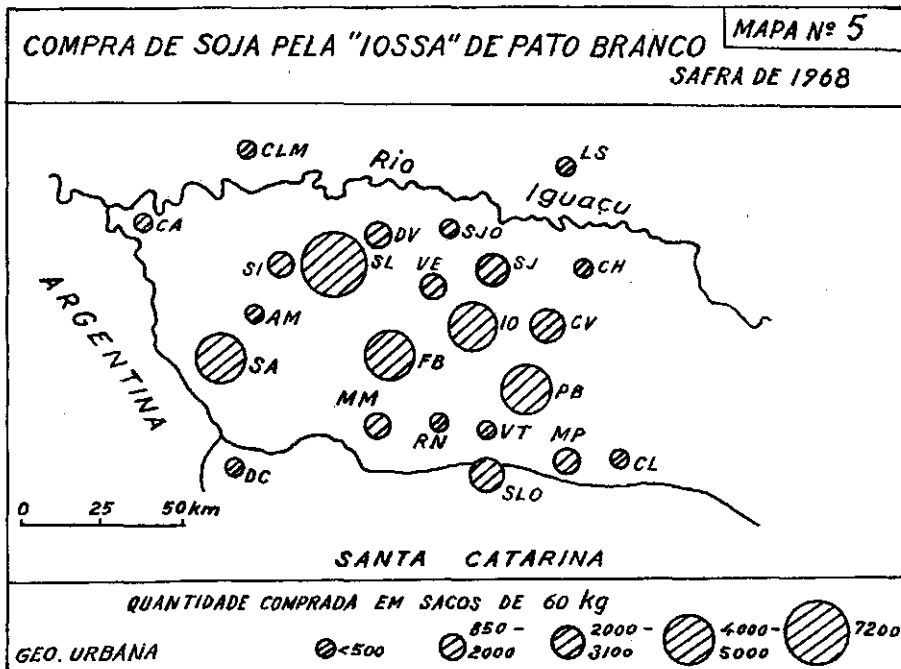 MAPA Nº 5
COMPRA DE SOJA PELA "IOSSA" DE PATO BRANCO
SAFRA DE 1968
CLM
Rio
LS
Iguaçu
CA
DV
SJO
SI
SL
VE
SJ
CH
ARGENTINA
AM
IO
CV
SA
FB
PB
MM
RN
VT
MP
CL
DC
SLO
0 25 50 km
SANTA CATARINA
QUANTIDADE COMPRADA EM SACOS DE 60 kg
<500
850-
2000
2000-
3100
4000-
5000
7200
GEO. URBANA